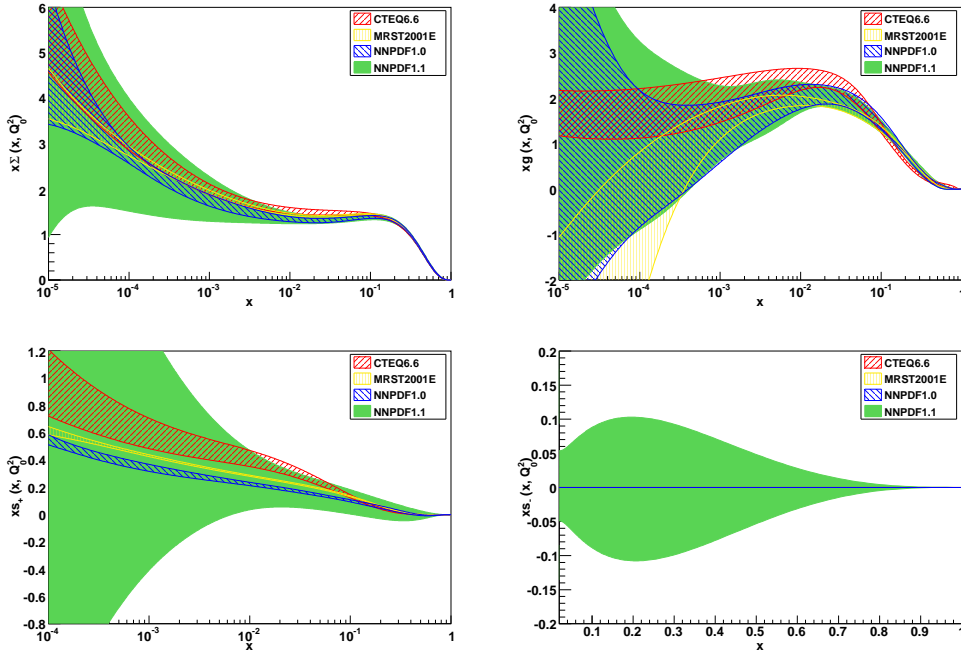 xΣ (x, Q₀²)
6
5
4
3
2
1
0
CTEQ6.6
MRST2001E
NNPDF1.0
NNPDF1.1
10⁻⁵ 10⁻⁴ 10⁻³ 10⁻² 10⁻¹ 1
x
xg (x, Q₀²)
4
3
2
1
0
-1
-2
CTEQ6.6
MRST2001E
NNPDF1.0
NNPDF1.1
10⁻⁵ 10⁻⁴ 10⁻³ 10⁻² 10⁻¹ 1
x
xs₊ (x, Q₀²)
1.2
1
0.8
0.6
0.4
0.2
0
-0.2
-0.4
-0.6
-0.8
CTEQ6.6
MRST2001E
NNPDF1.0
NNPDF1.1
10⁻⁴ 10⁻³ 10⁻² 10⁻¹ 1
x
xs₋ (x, Q₀²)
0.2
0.15
0.1
0.05
0
-0.05
-0.1
-0.15
-0.2
CTEQ6.6
MRST2001E
NNPDF1.0
NNPDF1.1
0.1 0.2 0.3 0.4 0.5 0.6 0.7 0.8 0.9 1
x